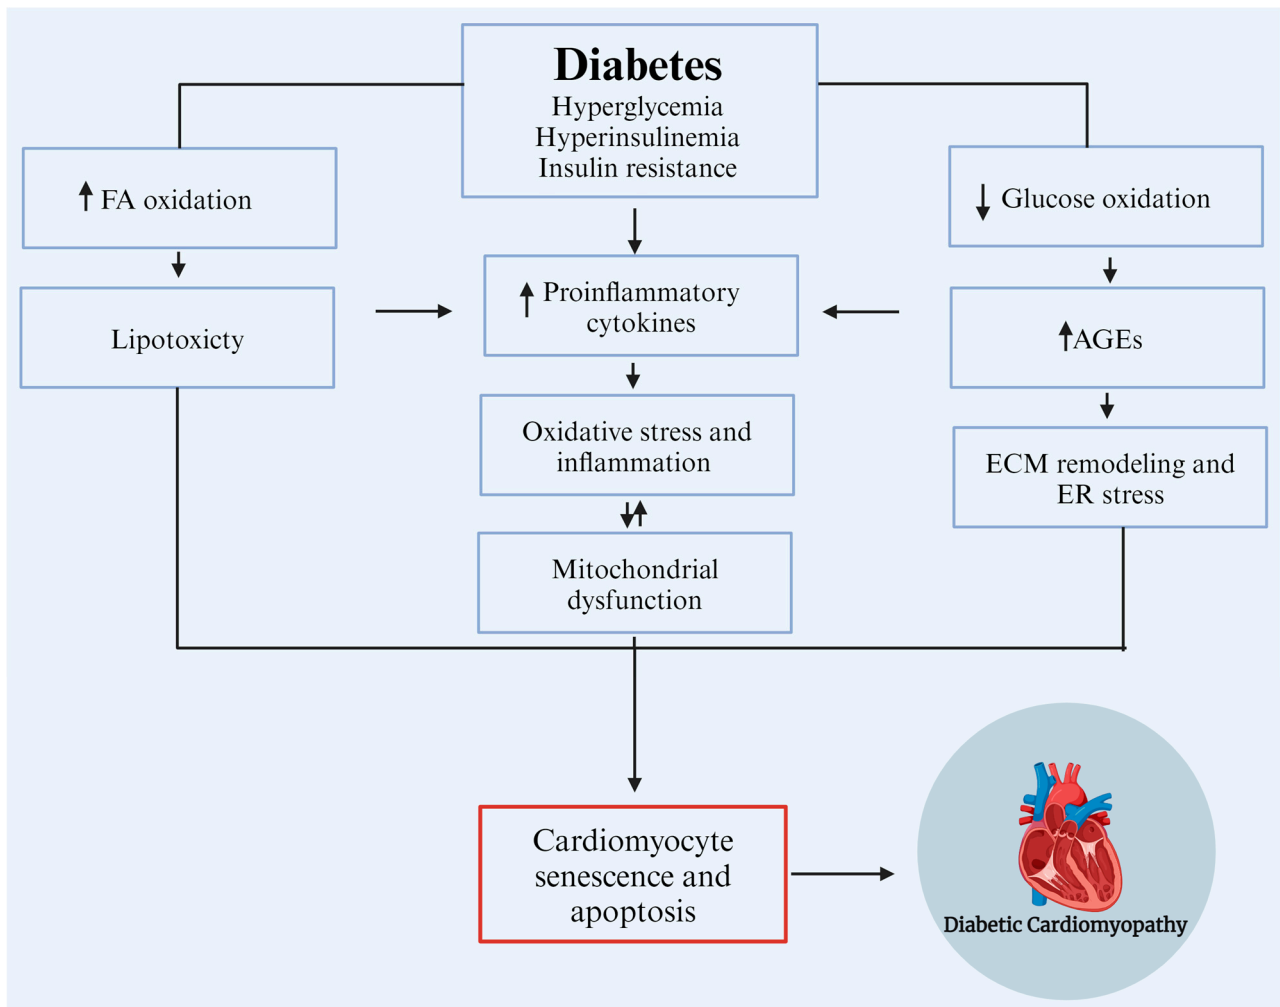 Diabetes
Hyperglycemia
Hyperinsulinemia
Insulin resistance
↑ FA oxidation
↓ Glucose oxidation
↑ Proinflammatory
cytokines
Lipotoxicty
↑AGEs
Oxidative stress and
inflammation
ECM remodeling and
ER stress
Mitochondrial
dysfunction
Cardiomyocyte
senescence and
apoptosis
Diabetic Cardiomyopathy